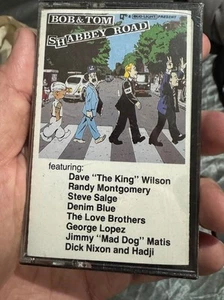 BOB & TOM
SHABBEY ROAD
PRESENT
featuring:
Dave "The King" Wilson
Randy Montgomery
Steve Salge
Denim Blue
The Love Brothers
George Lopez
Jimmy "Mad Dog" Matis
Dick Nixon and Hadji